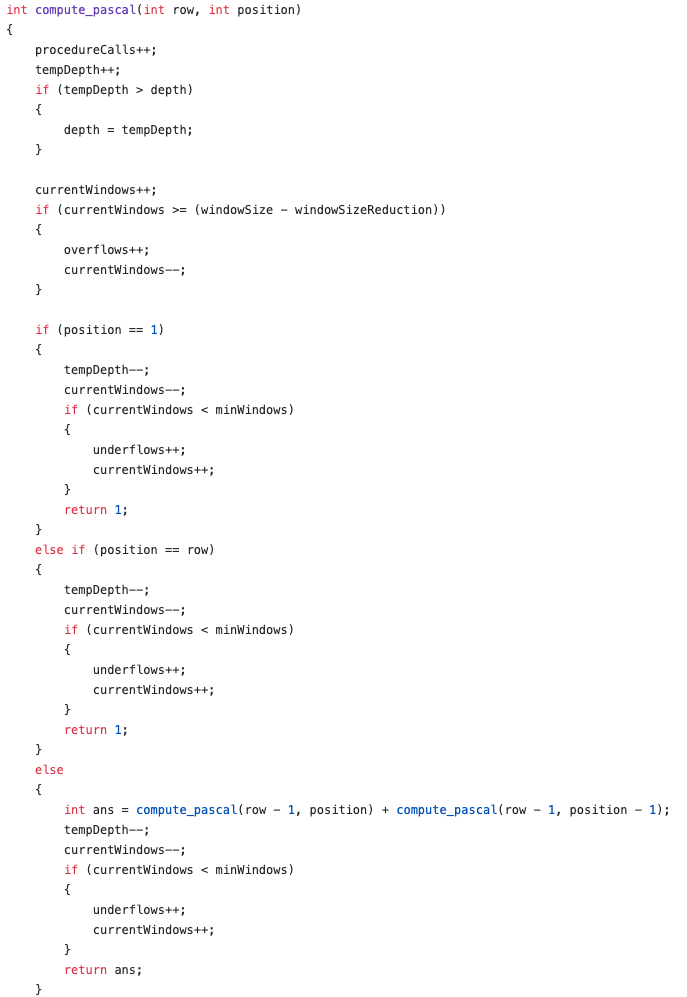 int compute_pascal(int row, int position)
{
    procedureCalls++;
    tempDepth++;
    if (tempDepth > depth)
    {
        depth = tempDepth;
    }

    currentWindows++;
    if (currentWindows >= (windowSize - windowSizeReduction))
    {
        overflows++;
        currentWindows--;
    }

    if (position == 1)
    {
        tempDepth--;
        currentWindows--;
        if (currentWindows < minWindows)
        {
            underflows++;
            currentWindows++;
        }
        return 1;
    }
    else if (position == row)
    {
        tempDepth--;
        currentWindows--;
        if (currentWindows < minWindows)
        {
            underflows++;
            currentWindows++;
        }
        return 1;
    }
    else
    {
        int ans = compute_pascal(row - 1, position) + compute_pascal(row - 1, position - 1);
        tempDepth--;
        currentWindows--;
        if (currentWindows < minWindows)
        {
            underflows++;
            currentWindows++;
        }
        return ans;
    }